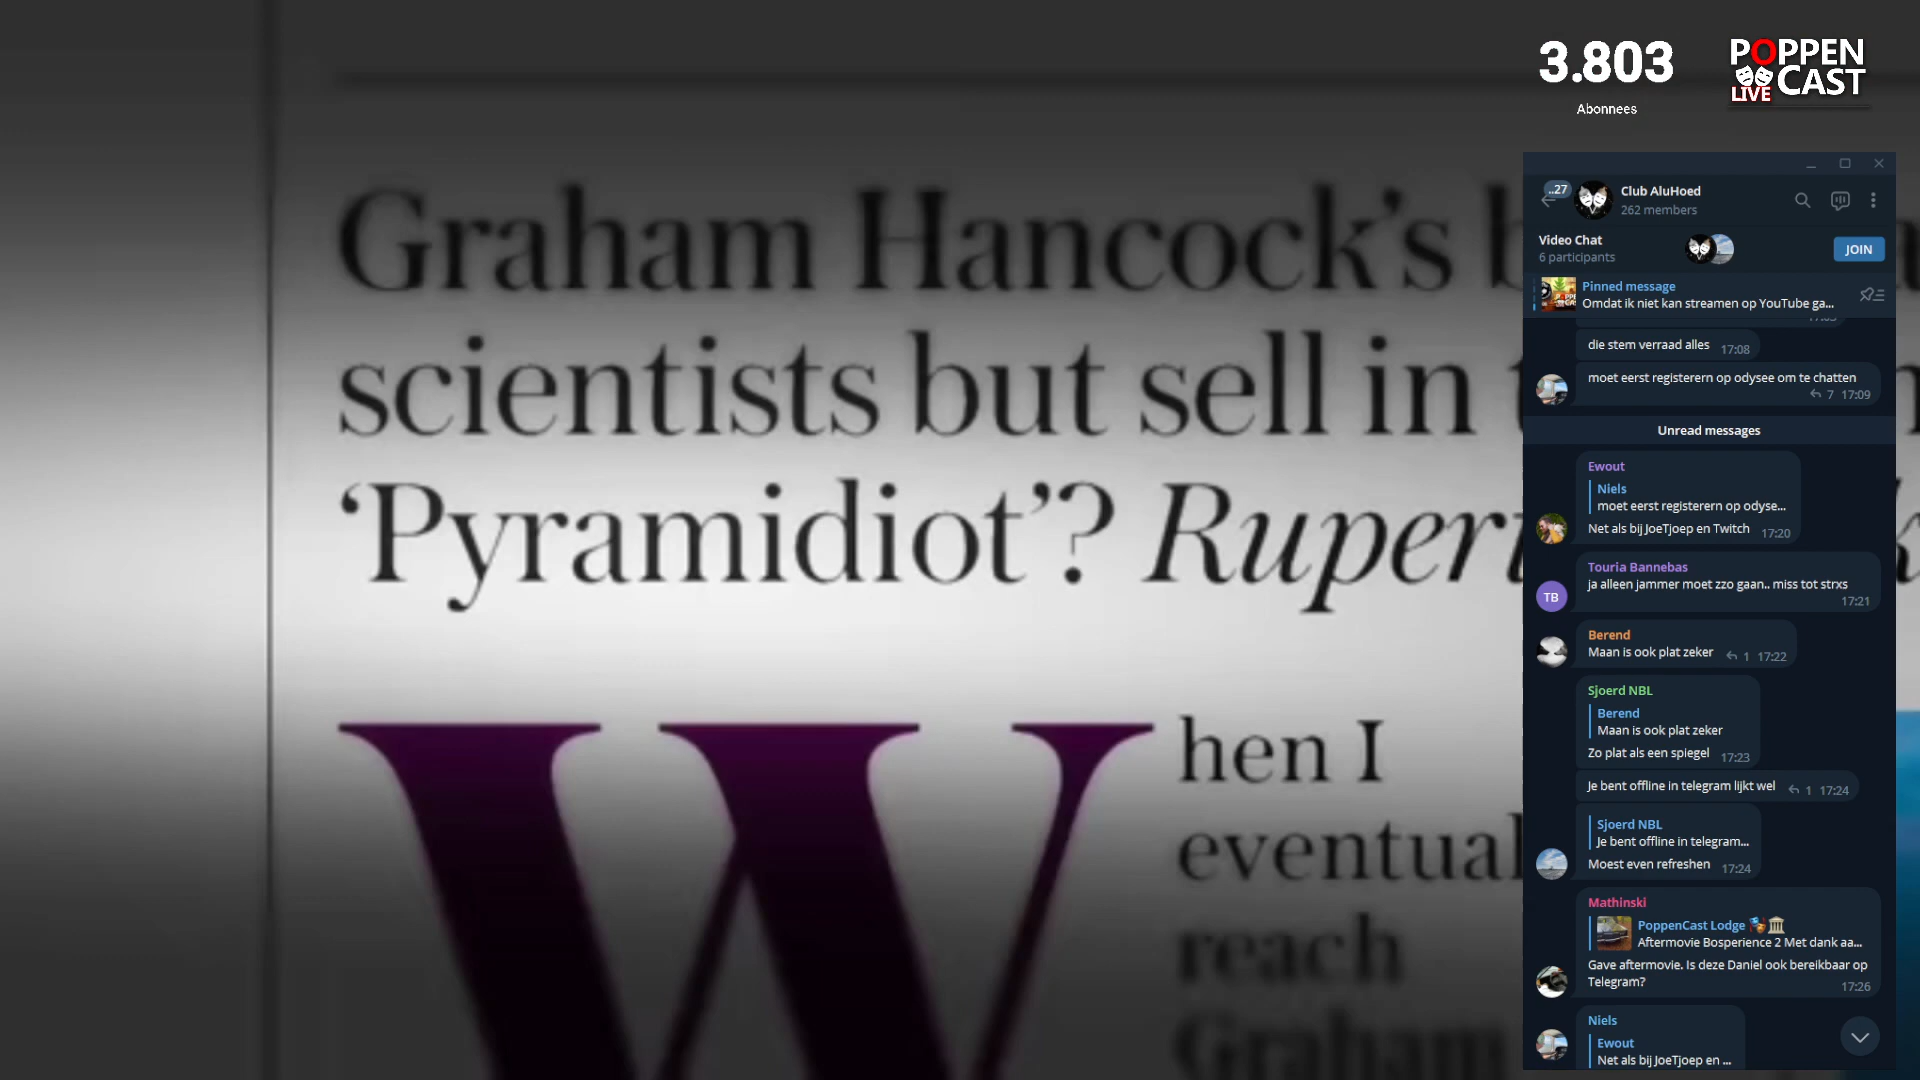 3.803
Abonnees
POPPEN
LIVE CAST
Graham Hancock's b
scientists but sell in
'Pyramidiot'? Ruper
When I
eventual
reach
Graham
..27
Club AluHoed
262 members
Video Chat
6 participants
JOIN
Pinned message
Omdat ik niet kan streamen op YouTube ga...
die stem verraad alles 17:08
moet eerst registerern op odysee om te chatten
7 17:09
Unread messages
Ewout
Niels
moet eerst registerern op odyse...
Net als bij JoeTjoep en Twitch 17:20
Touria Bannebas
ja alleen jammer moet zzo gaan.. miss tot strxs
17:21
TB
Berend
Maan is ook plat zeker 1 17:22
Sjoerd NBL
Berend
Maan is ook plat zeker
Zo plat als een spiegel 17:23
Je bent offline in telegram lijkt wel 1 17:24
Sjoerd NBL
Je bent offline in telegram...
Moest even refreshen 17:24
Mathinski
PoppenCast Lodge
Aftermovie Bosperience 2 Met dank aa...
Gave aftermovie. Is deze Daniel ook bereikbaar op
Telegram? 17:26
Niels
Ewout
Net als bij JoeTjoep en ...